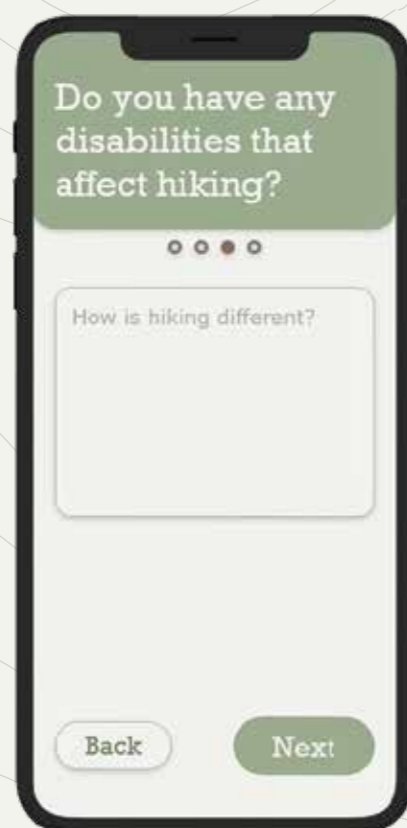 Do you have any
disabilities that
affect hiking?
How is hiking different?
Back
Next